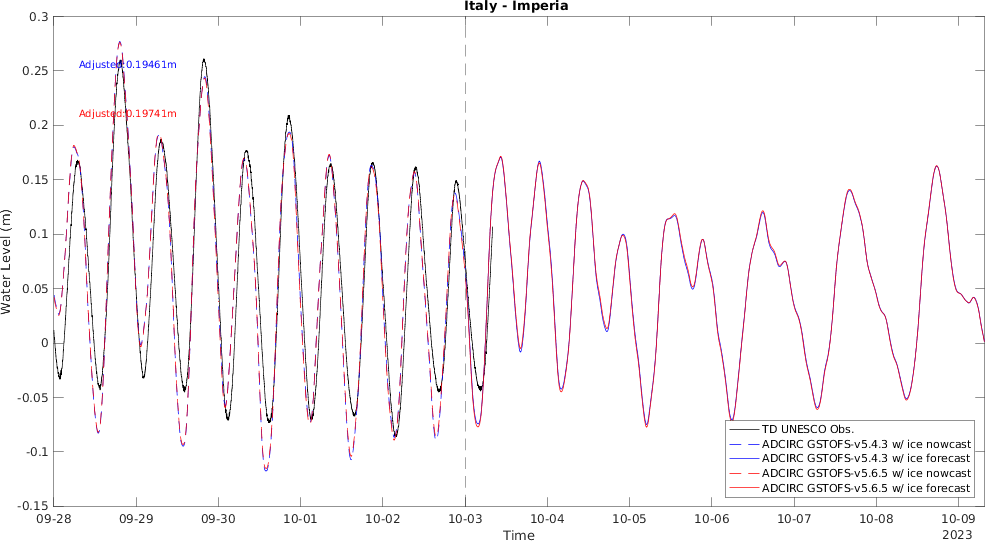 Italy - Imperia
0.3
0.25
0.2
0.15
0.1
0.05
0
-0.05
-0.1
-0.15
Water Level (m)
Adjusted:0.19461m
Adjusted:0.19741m
TD UNESCO Obs.
ADCIRC GSTOFS-v5.4.3 w/ ice nowcast
ADCIRC GSTOFS-v5.4.3 w/ ice forecast
ADCIRC GSTOFS-v5.6.5 w/ ice nowcast
ADCIRC GSTOFS-v5.6.5 w/ ice forecast
09-28 09-29 09-30 10-01 10-02 10-03 10-04 10-05 10-06 10-07 10-08 10-09
Time
2023